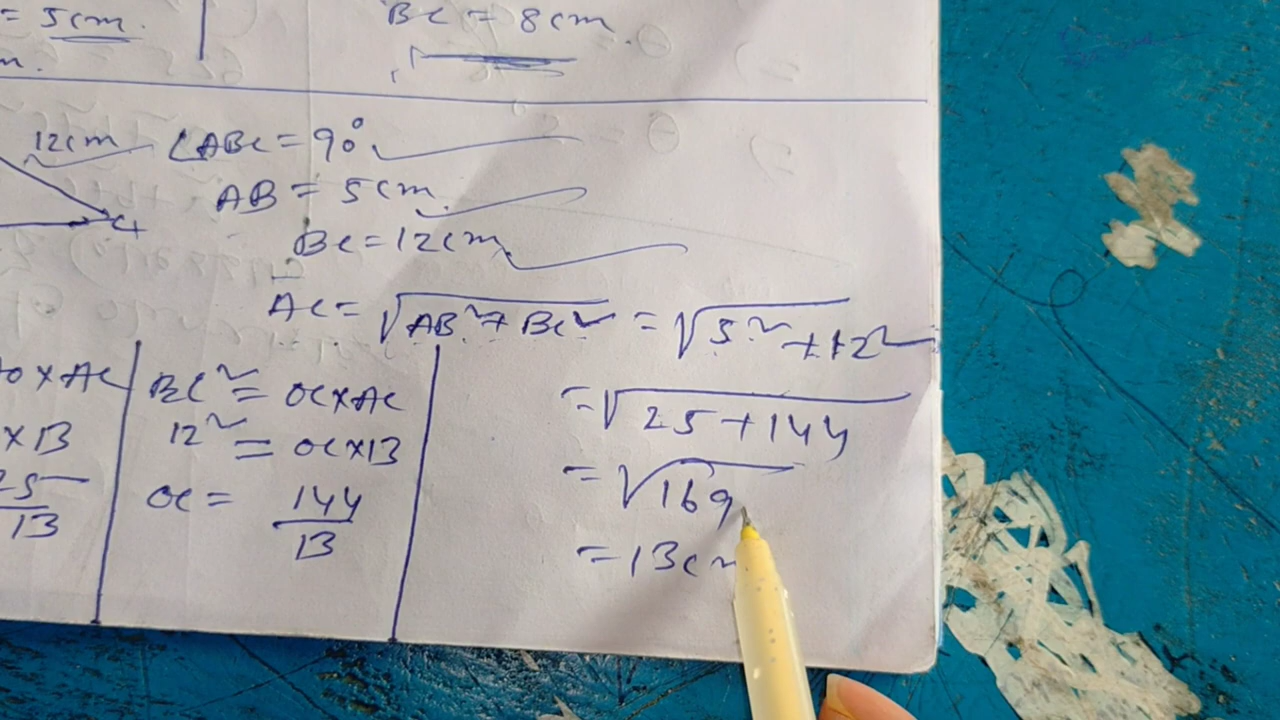 = 5cm.
BC = 8cm.
m.
12cm ∠ABC = 90°
AB = 5cm.
BC = 12cm
C
AC = √AB² + BC² = √5² + 12²
= √25 + 144
= √169
= 13cm
O × AC
× 13
25
13
BC² = OC × AC
12² = OC × 13
OC = 144
13